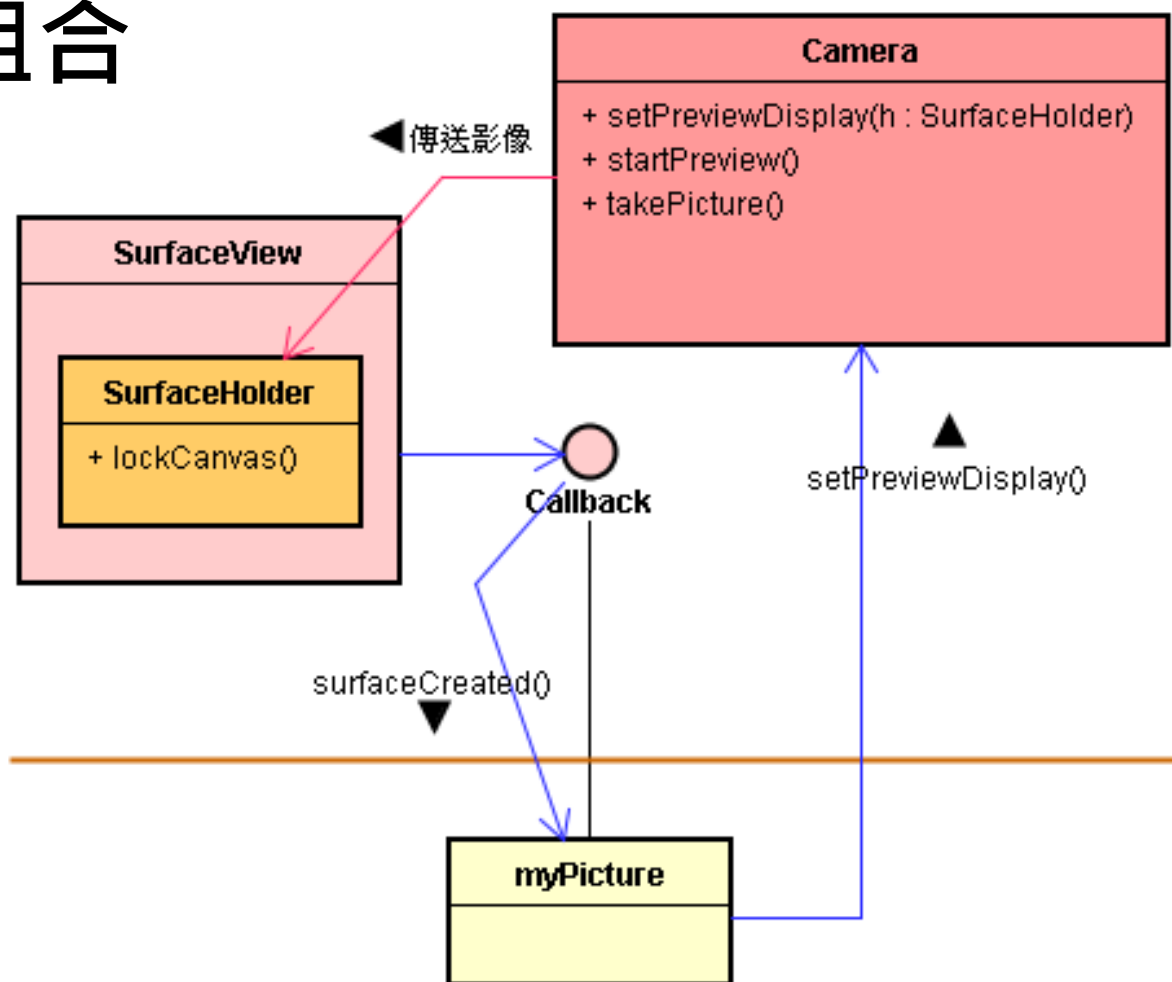 組合
Camera
+ setPreviewDisplay(h : SurfaceHolder)
+ startPreview()
+ takePicture()
◀傳送影像
SurfaceView
SurfaceHolder
+ lockCanvas()
Callback
▲
setPreviewDisplay()
surfaceCreated()
▼
myPicture